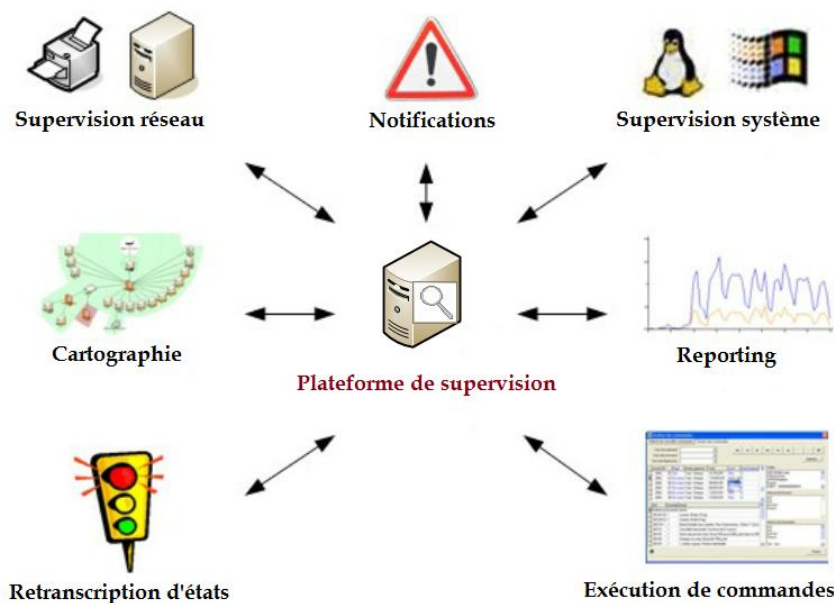 Supervision réseau
Notifications
Supervision système
Cartographie
Plateforme de supervision
Reporting
Retranscription d'états
Exécution de commandes